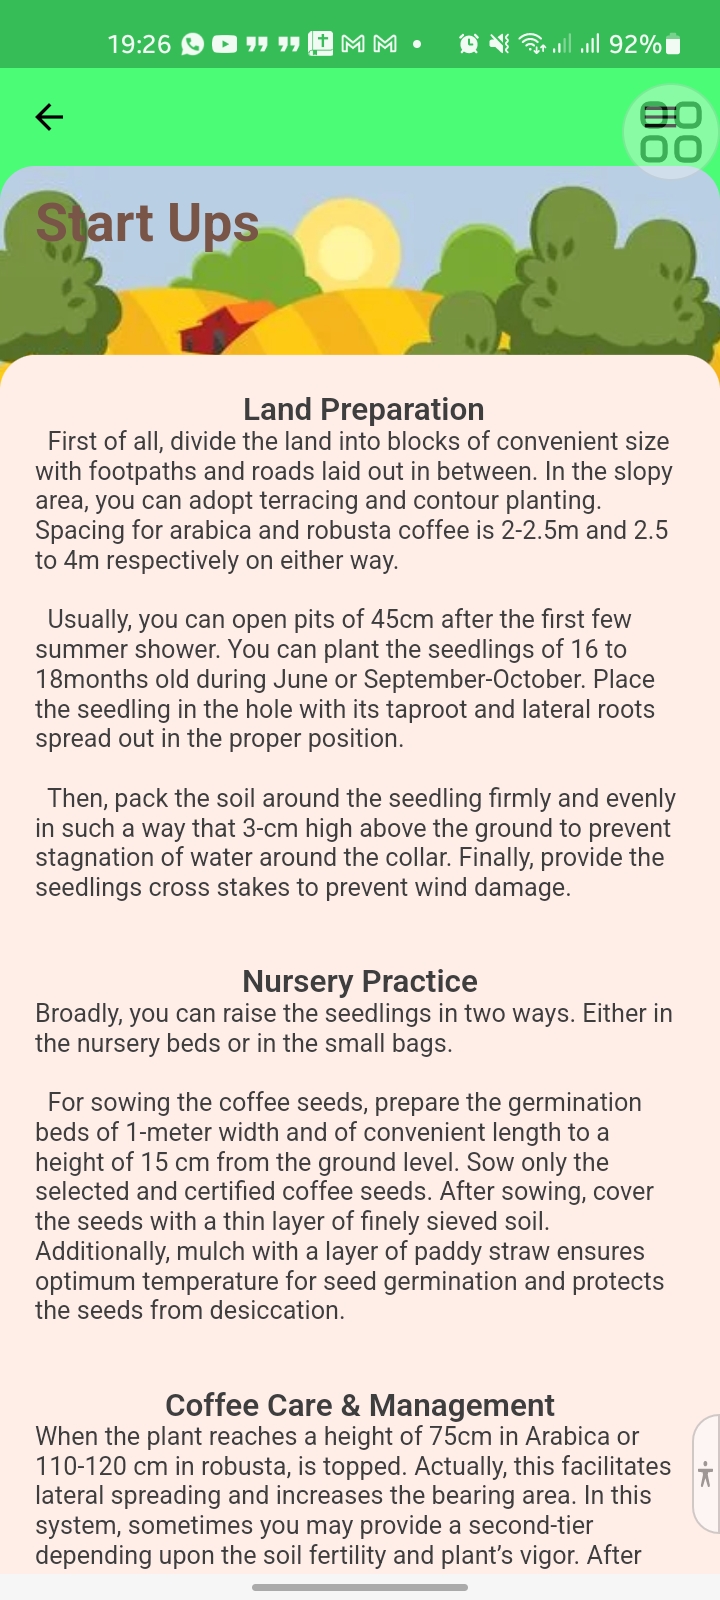 19:26
92%
Start Ups
Land Preparation
First of all, divide the land into blocks of convenient size
with footpaths and roads laid out in between. In the slopy
area, you can adopt terracing and contour planting.
Spacing for arabica and robusta coffee is 2-2.5m and 2.5
to 4m respectively on either way.
Usually, you can open pits of 45cm after the first few
summer shower. You can plant the seedlings of 16 to
18months old during June or September-October. Place
the seedling in the hole with its taproot and lateral roots
spread out in the proper position.
Then, pack the soil around the seedling firmly and evenly
in such a way that 3-cm high above the ground to prevent
stagnation of water around the collar. Finally, provide the
seedlings cross stakes to prevent wind damage.
Nursery Practice
Broadly, you can raise the seedlings in two ways. Either in
the nursery beds or in the small bags.
For sowing the coffee seeds, prepare the germination
beds of 1-meter width and of convenient length to a
height of 15 cm from the ground level. Sow only the
selected and certified coffee seeds. After sowing, cover
the seeds with a thin layer of finely sieved soil.
Additionally, mulch with a layer of paddy straw ensures
optimum temperature for seed germination and protects
the seeds from desiccation.
Coffee Care & Management
When the plant reaches a height of 75cm in Arabica or
110-120 cm in robusta, is topped. Actually, this facilitates
lateral spreading and increases the bearing area. In this
system, sometimes you may provide a second-tier
depending upon the soil fertility and plant’s vigor. After